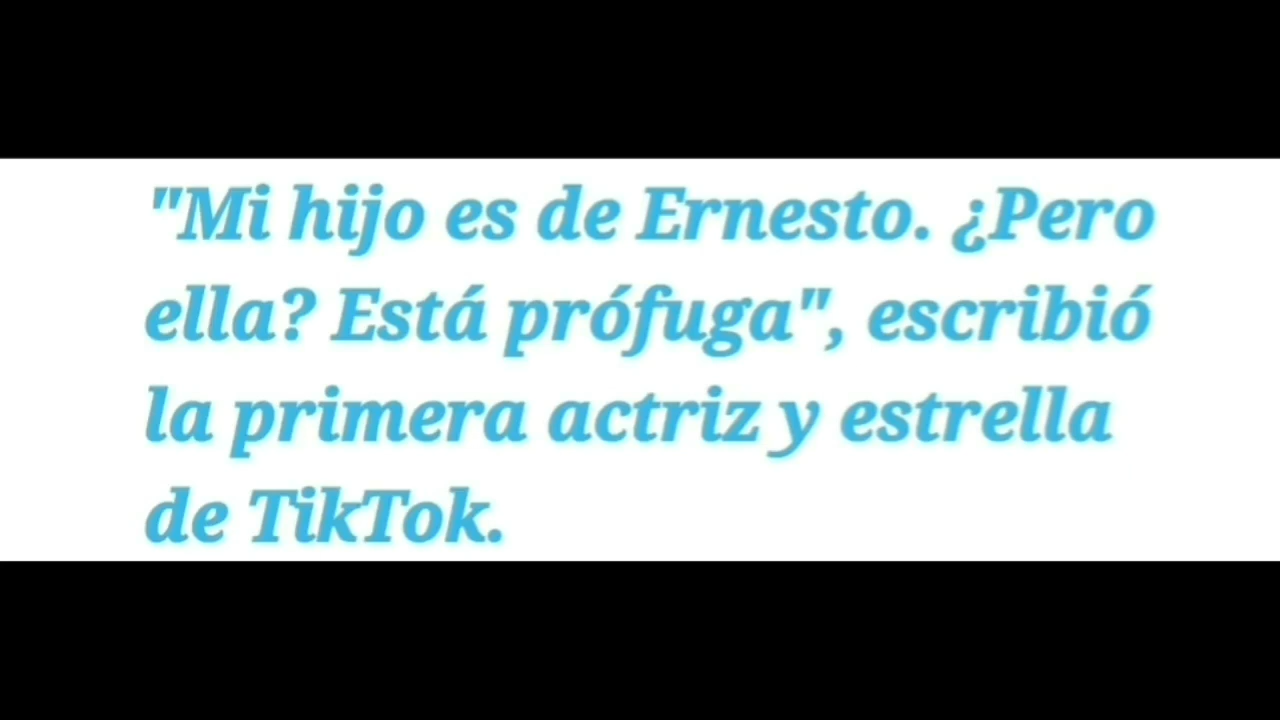 "Mi hijo es de Ernesto. ¿Pero
ella? Está prófuga", escribió
la primera actriz y estrella
de TikTok.